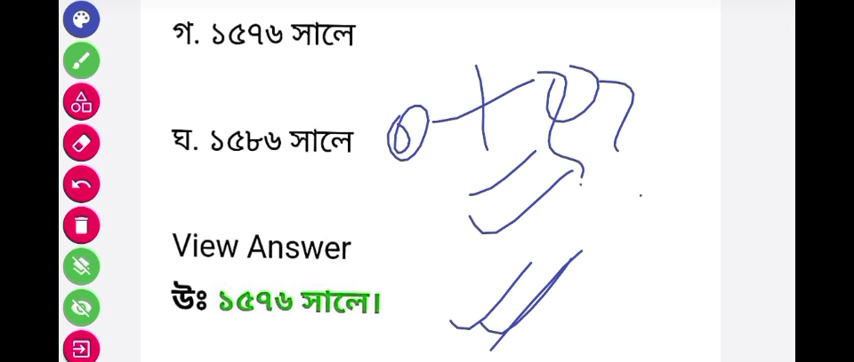 গ. ১৫৭৬ সালে
ঘ. ১৫৮৬ সালে
View Answer
উঃ ১৫৭৬ সালে।